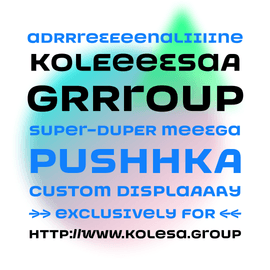 aDRRreEEeenaLIIIIne
KOLEeeeSaA
GRRrOUP
SUPer-DUPER MeEEGa
PUSHHKA
CUSTOM DISPLaAAAY
>> EXCLUSIVELY FOR <<
HTTP://WWW.KOLESA.GROUP